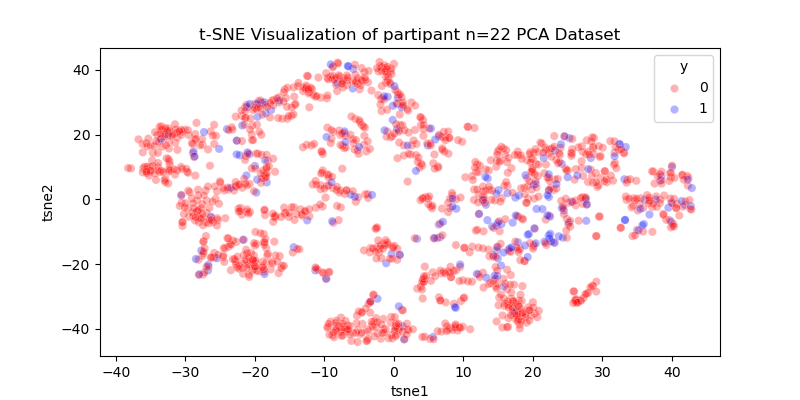 t-SNE Visualization of partipant n=22 PCA Dataset
y
0
1
40
20
0
−20
−40
tsne2
−40 −30 −20 −10 0 10 20 30 40
tsne1